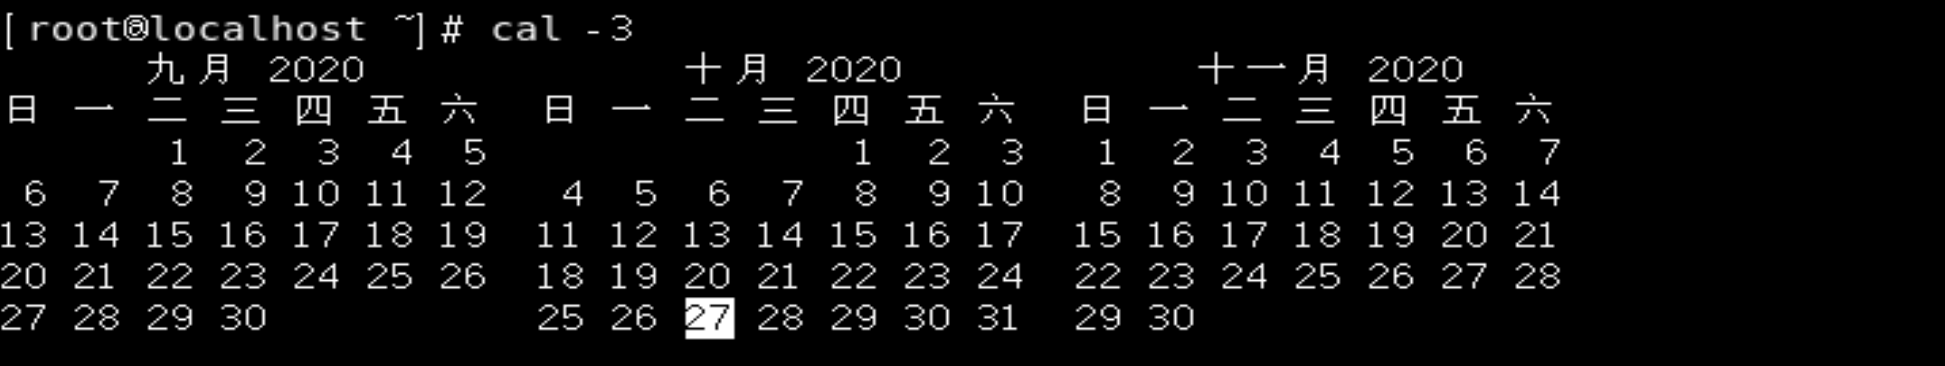 [root@localhost ~]# cal -3
九月 2020 十月 2020 十一月 2020
日 一 二 三 四 五 六 日 一 二 三 四 五 六 日 一 二 三 四 五 六
1 2 3 4 5 1 2 3 1 2 3 4 5 6 7
6 7 8 9 10 11 12 4 5 6 7 8 9 10 8 9 10 11 12 13 14
13 14 15 16 17 18 19 11 12 13 14 15 16 17 15 16 17 18 19 20 21
20 21 22 23 24 25 26 18 19 20 21 22 23 24 22 23 24 25 26 27 28
27 28 29 30 25 26 27 28 29 30 31 29 30